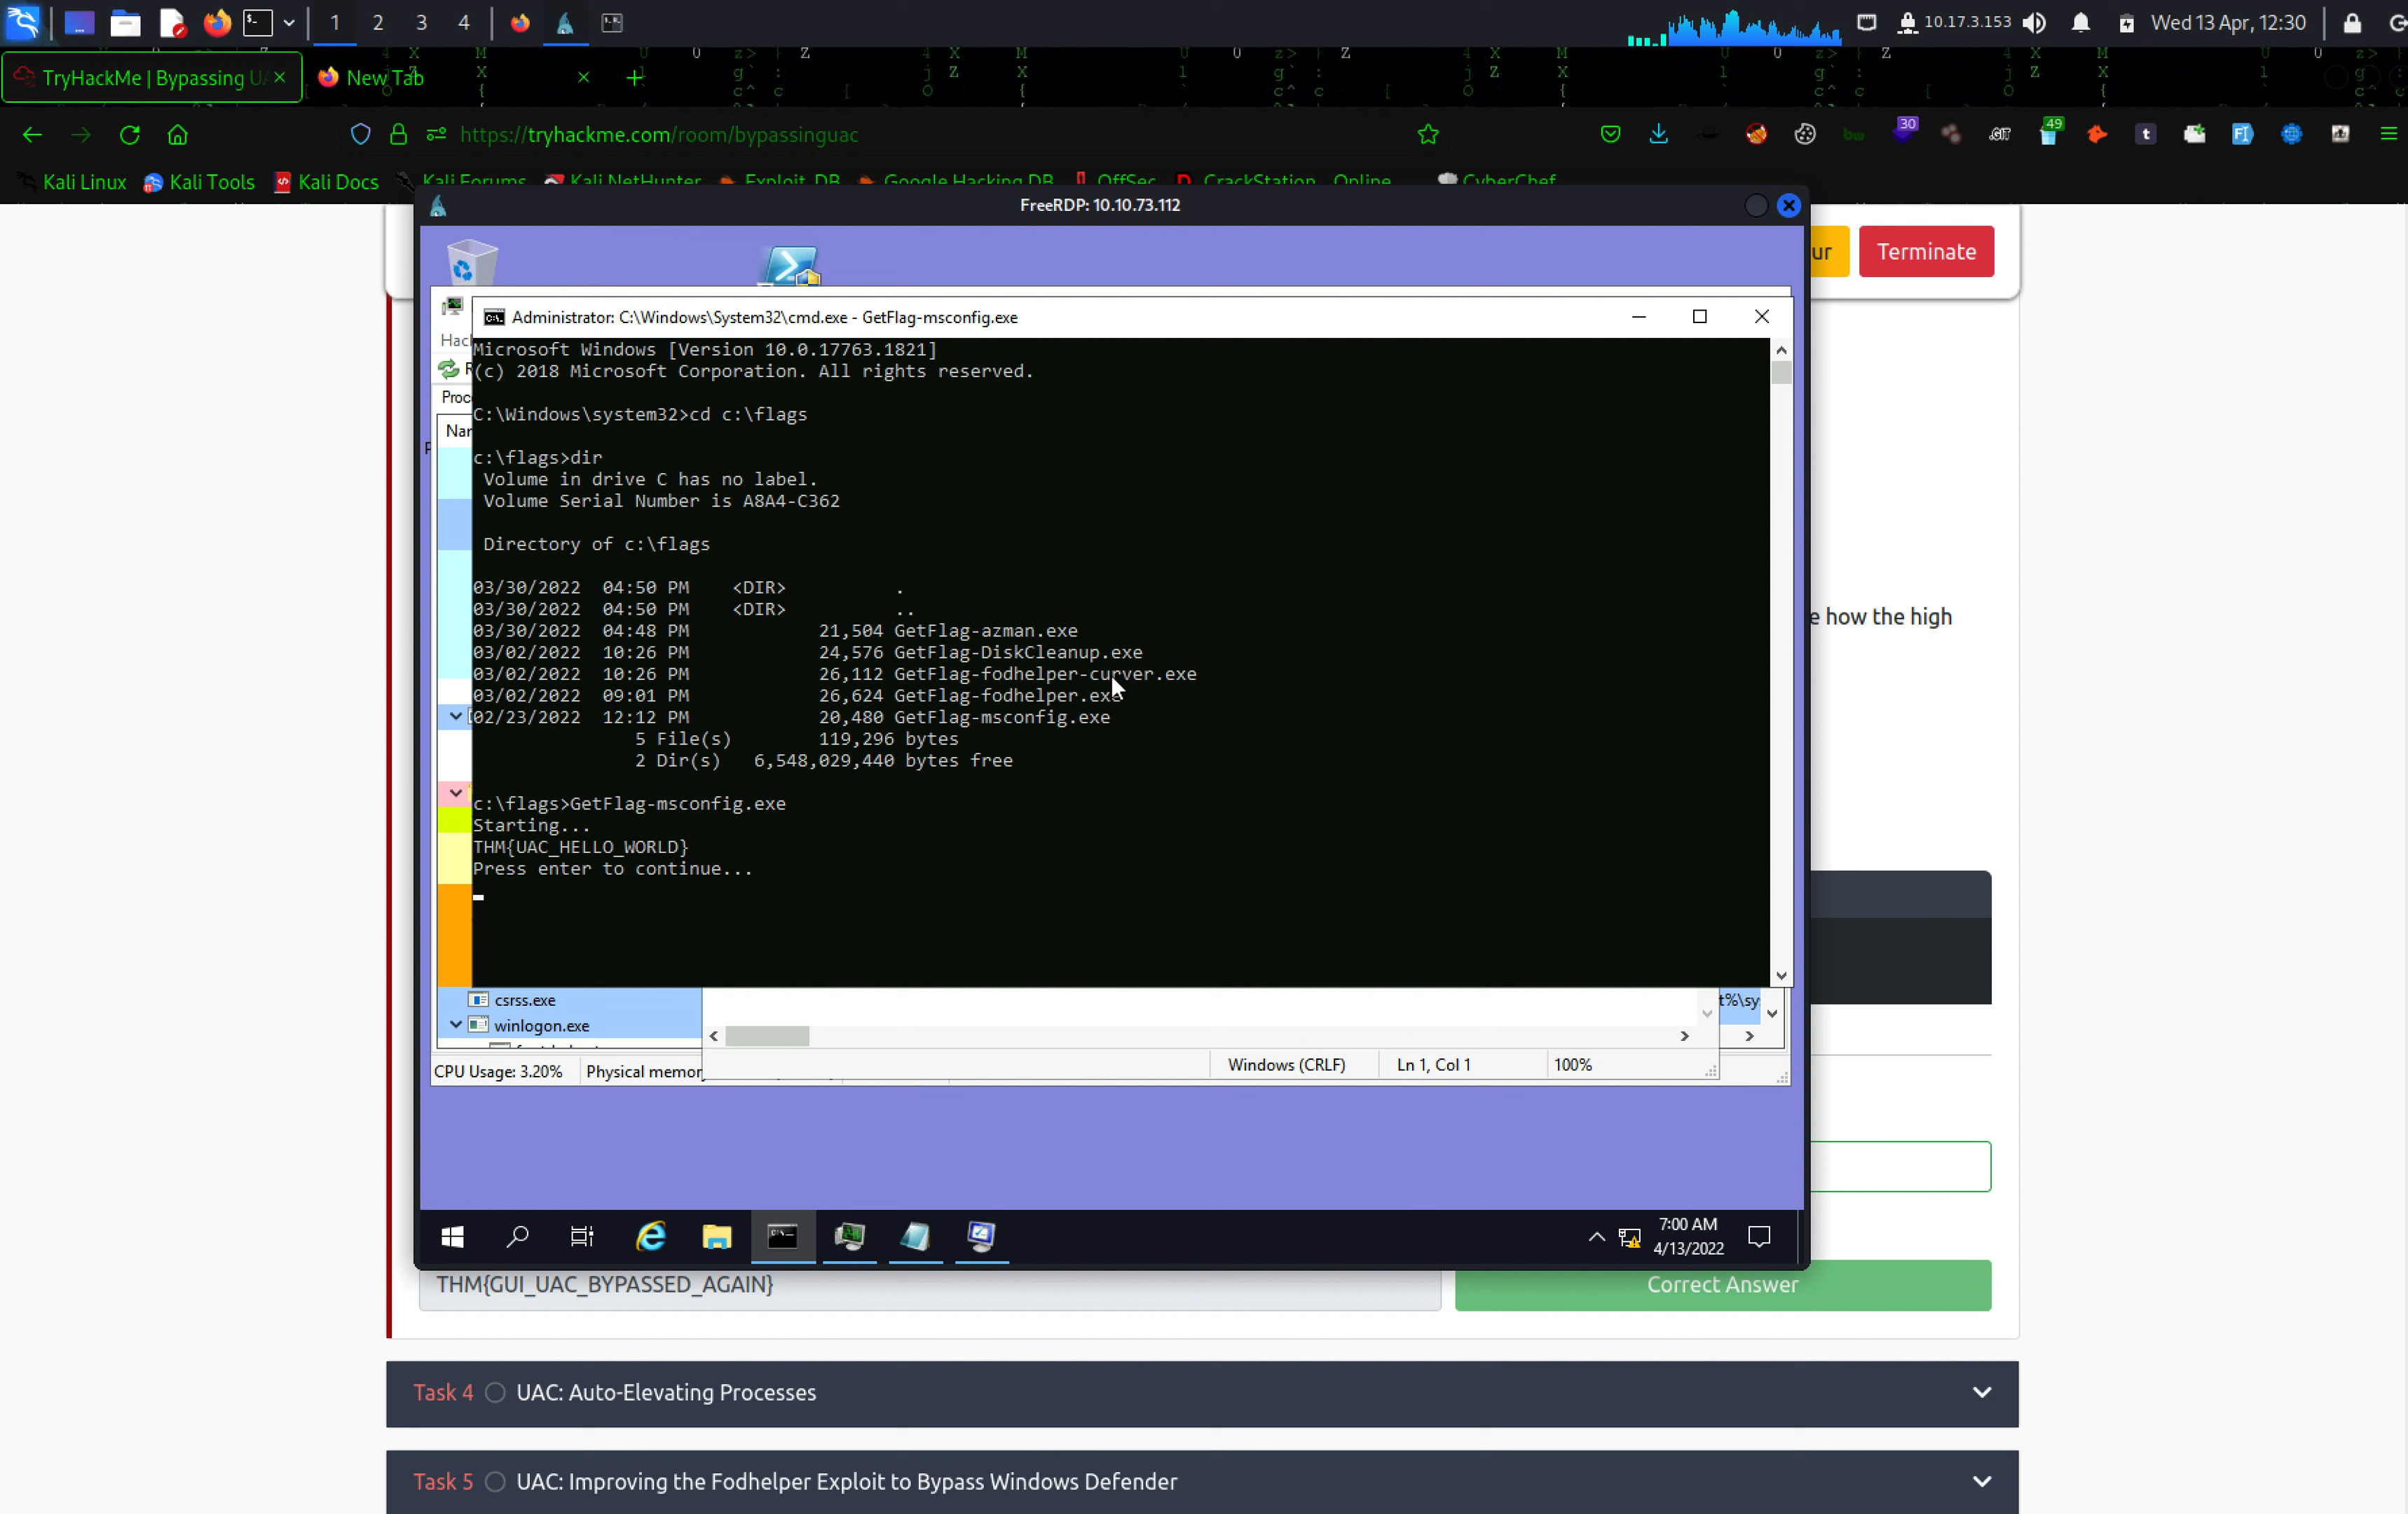 1 2 3 4
10.17.3.153
Wed 13 Apr, 12:30
TryHackMe | Bypassing
New Tab
https://tryhackme.com/room/bypassinguac
30
49
Kali Linux
Kali Tools
Kali Docs
Kali Forums
Kali NetHunter
Exploit-DB
Google Hacking DB
OffSec
CrackStation - Online
CyberChef
FreeRDP: 10.10.73.112
ur
Terminate
Administrator: C:\Windows\System32\cmd.exe - GetFlag-msconfig.exe
Hac
Microsoft Windows [Version 10.0.17763.1821]
(c) 2018 Microsoft Corporation. All rights reserved.
Proc
C:\Windows\system32>cd c:\flags
Nar
c:\flags>dir
Volume in drive C has no label.
Volume Serial Number is A8A4-C362
Directory of c:\flags
03/30/2022 04:50 PM <DIR> .
03/30/2022 04:50 PM <DIR> ..
03/30/2022 04:48 PM 21,504 GetFlag-azman.exe
e how the high
03/02/2022 10:26 PM 24,576 GetFlag-DiskCleanup.exe
03/02/2022 10:26 PM 26,112 GetFlag-fodhelper-curver.exe
03/02/2022 09:01 PM 26,624 GetFlag-fodhelper.exe
02/23/2022 12:12 PM 20,480 GetFlag-msconfig.exe
5 File(s) 119,296 bytes
2 Dir(s) 6,548,029,440 bytes free
c:\flags>GetFlag-msconfig.exe
Starting...
THM{UAC_HELLO_WORLD}
Press enter to continue...
csrss.exe
t%\sy
winlogon.exe
CPU Usage: 3.20%
Physical memor
Windows (CRLF)
Ln 1, Col 1
100%
7:00 AM
4/13/2022
THM{GUI_UAC_BYPASSED_AGAIN}
Correct Answer
Task 4 UAC: Auto-Elevating Processes
Task 5 UAC: Improving the Fodhelper Exploit to Bypass Windows Defender